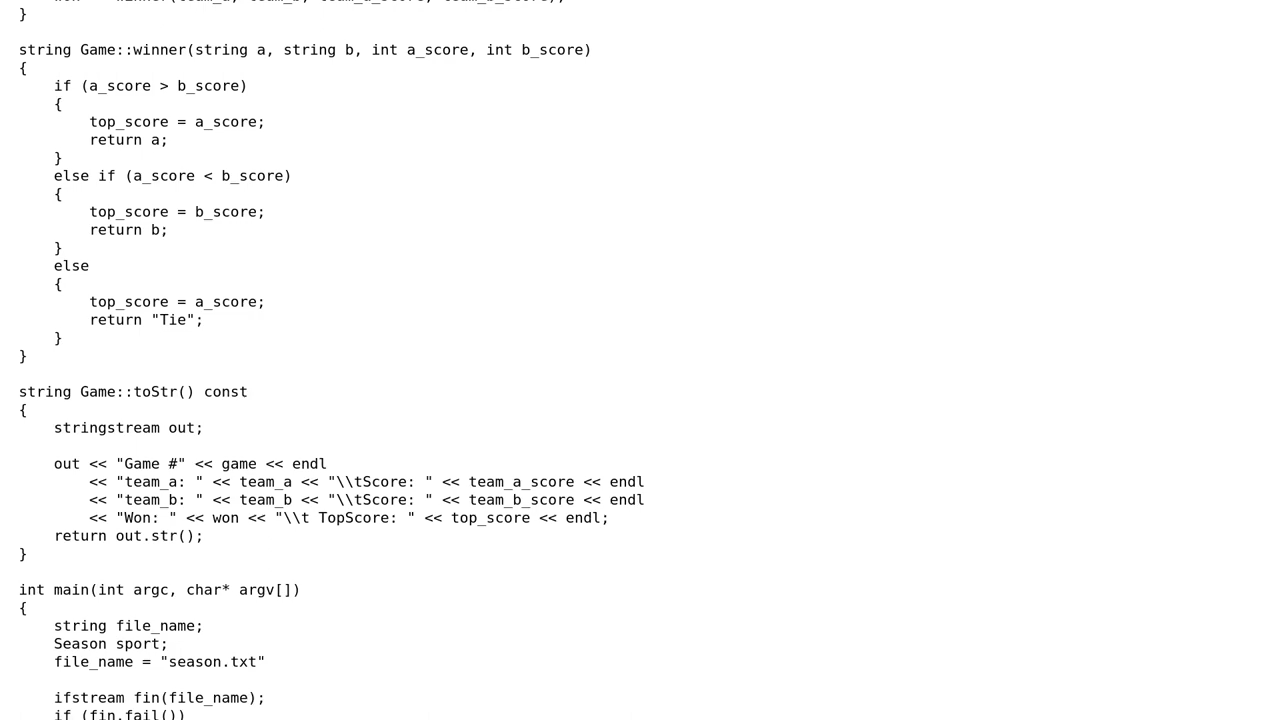 }

string Game::winner(string a, string b, int a_score, int b_score)
{
    if (a_score > b_score)
    {
        top_score = a_score;
        return a;
    }
    else if (a_score < b_score)
    {
        top_score = b_score;
        return b;
    }
    else
    {
        top_score = a_score;
        return "Tie";
    }
}

string Game::toStr() const
{
    stringstream out;

    out << "Game #" << game << endl
        << "team_a: " << team_a << "\\tScore: " << team_a_score << endl
        << "team_b: " << team_b << "\\tScore: " << team_b_score << endl
        << "Won: " << won << "\\t TopScore: " << top_score << endl;
    return out.str();
}

int main(int argc, char* argv[])
{
    string file_name;
    Season sport;
    file_name = "season.txt"

    ifstream fin(file_name);
    if (fin.fail())